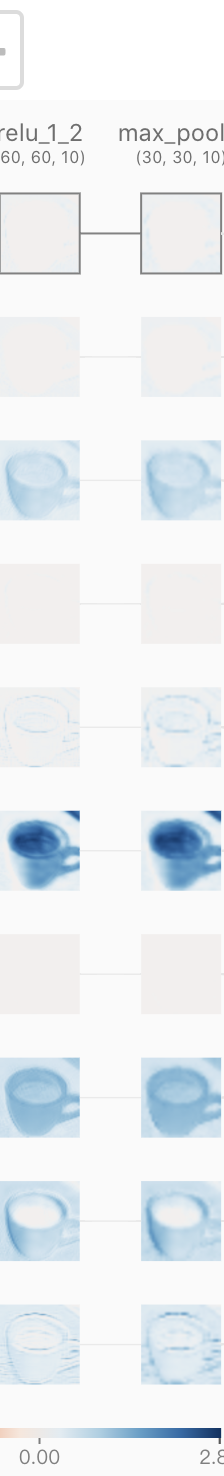 relu_1_2 max_pool
60, 60, 10) (30, 30, 10)
0.00 2.8